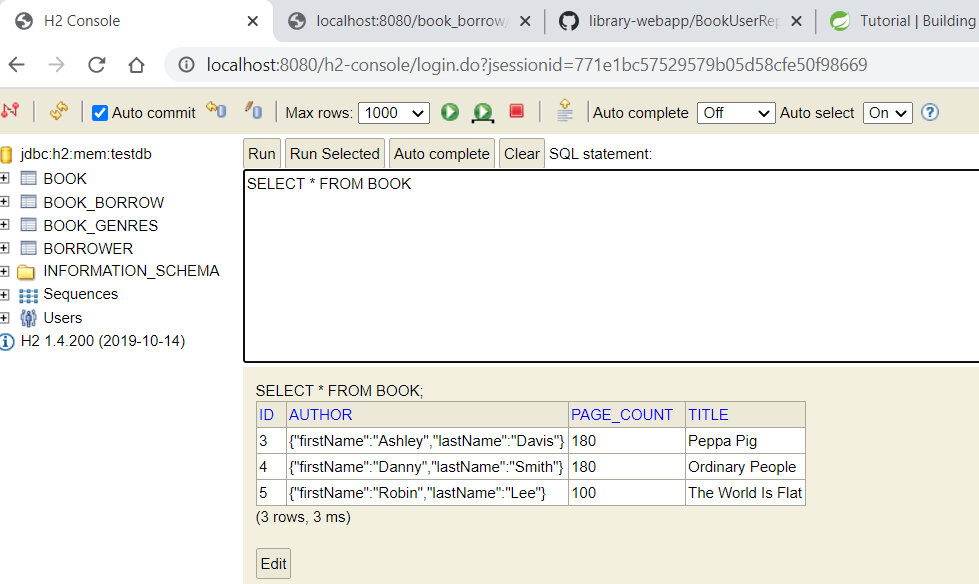 H2 Console
localhost:8080/book_borrow/
library-webapp/BookUserRep
Tutorial | Building
localhost:8080/h2-console/login.do?jsessionid=771e1bc57529579b05d58cfe50f98669
Auto commit Max rows: 1000 Auto complete Off Auto select On ?
jdbc:h2:mem:testdb
BOOK
BOOK_BORROW
BOOK_GENRES
BORROWER
INFORMATION_SCHEMA
Sequences
Users
H2 1.4.200 (2019-10-14)
Run Run Selected Auto complete Clear SQL statement:
SELECT * FROM BOOK
SELECT * FROM BOOK;
ID AUTHOR PAGE_COUNT TITLE
3 {"firstName":"Ashley","lastName":"Davis"} 180 Peppa Pig
4 {"firstName":"Danny","lastName":"Smith"} 180 Ordinary People
5 {"firstName":"Robin","lastName":"Lee"} 100 The World Is Flat
(3 rows, 3 ms)
Edit